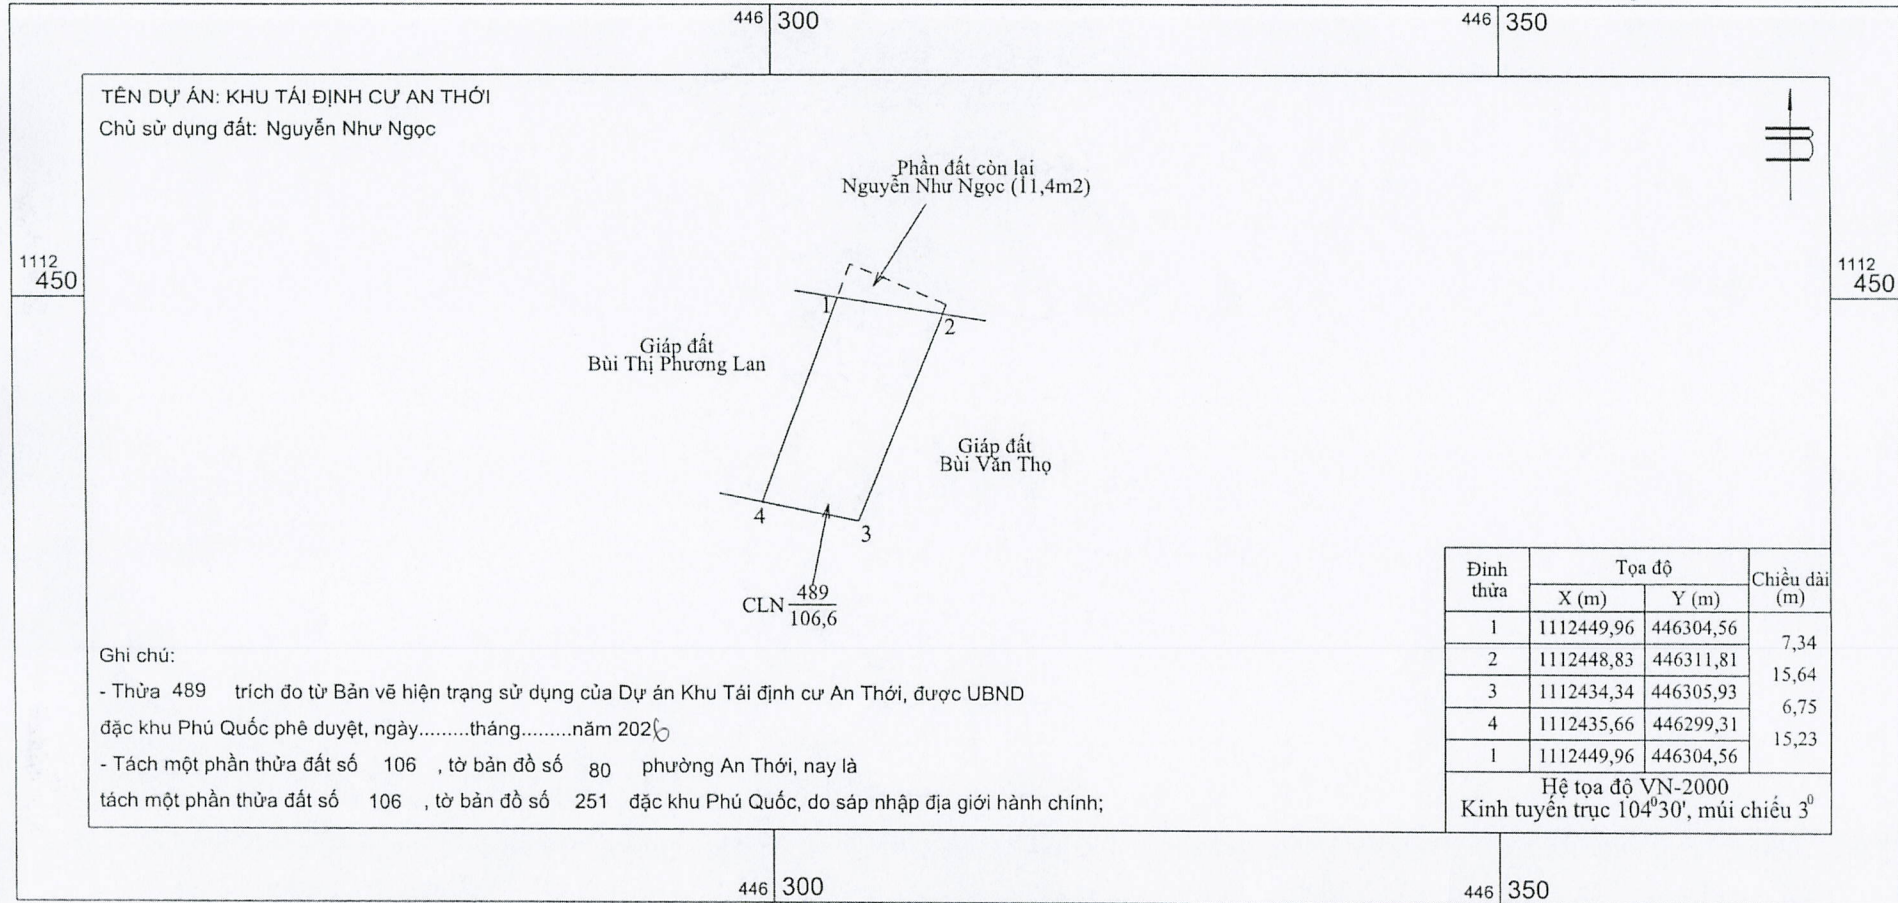 446 300
446 350
TÊN DỰ ÁN: KHU TÁI ĐỊNH CƯ AN THỚI
Chủ sử dụng đất: Nguyễn Như Ngọc
B
Phần đất còn lại
Nguyễn Như Ngọc (11,4m2)
1112
450
1112
450
1
2
Giáp đất
Bùi Thị Phương Lan
Giáp đất
Bùi Văn Thọ
4
3
CLN 489
106,6
Đỉnh thửa Tọa độ Chiều dài (m)
X (m) Y (m)
1 1112449,96 446304,56
7,34
2 1112448,83 446311,81
15,64
3 1112434,34 446305,93
6,75
4 1112435,66 446299,31
15,23
1 1112449,96 446304,56
Hệ tọa độ VN-2000
Kinh tuyến trục 104⁰30', múi chiếu 3⁰
Ghi chú:
- Thửa 489 trích đo từ Bản vẽ hiện trạng sử dụng của Dự án Khu Tái định cư An Thới, được UBND
đặc khu Phú Quốc phê duyệt, ngày.........tháng.........năm 2026
- Tách một phần thửa đất số 106 , tờ bản đồ số 80 phường An Thới, nay là
tách một phần thửa đất số 106 , tờ bản đồ số 251 đặc khu Phú Quốc, do sáp nhập địa giới hành chính;
446 300
446 350